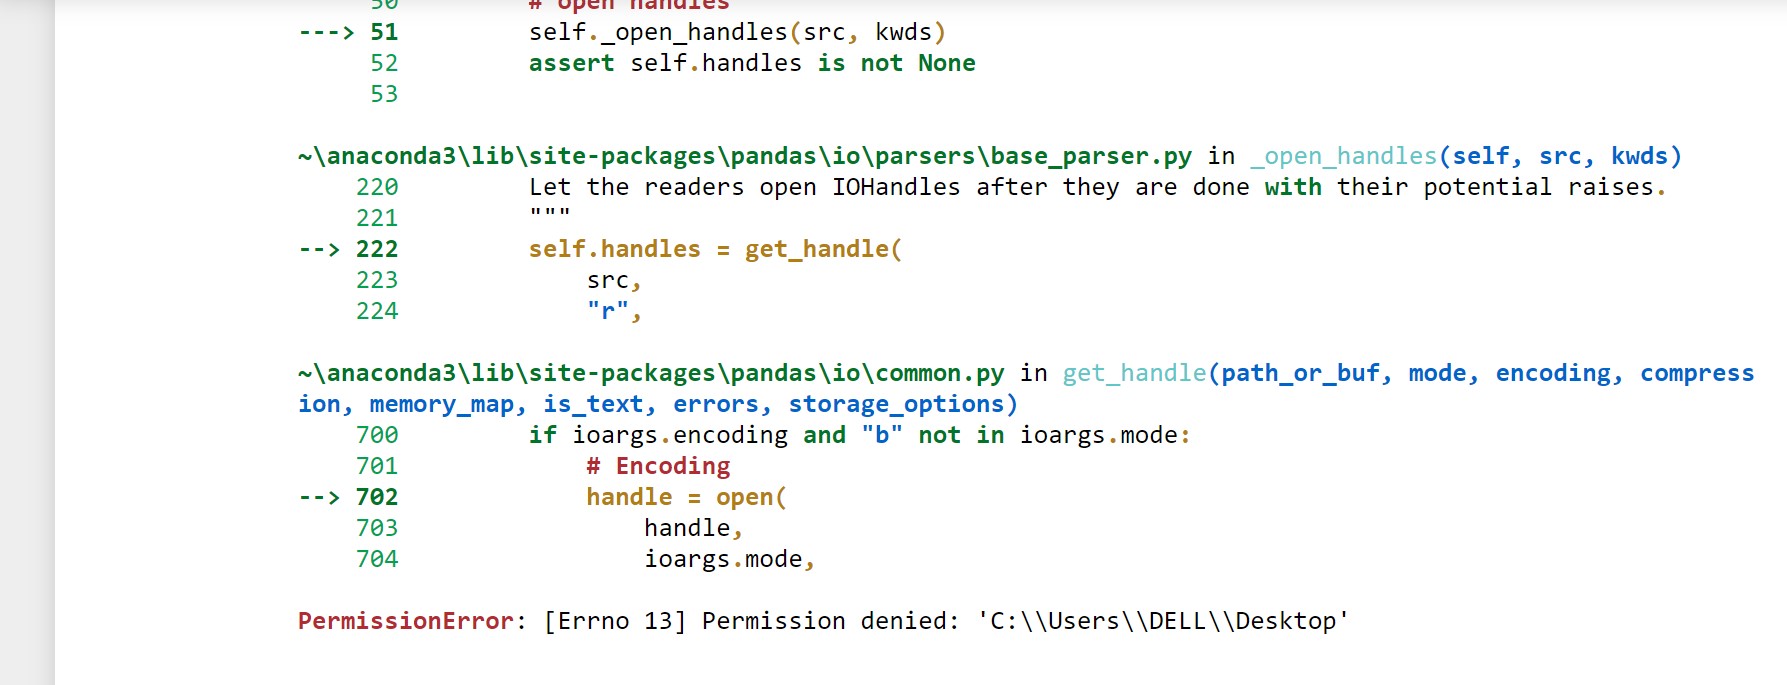 50 # open handles
---> 51 self._open_handles(src, kwds)
52 assert self.handles is not None
53
~\anaconda3\lib\site-packages\pandas\io\parsers\base_parser.py in _open_handles(self, src, kwds)
220 Let the readers open IOHandles after they are done with their potential raises.
221 """
--> 222 self.handles = get_handle(
223 src,
224 "r",
~\anaconda3\lib\site-packages\pandas\io\common.py in get_handle(path_or_buf, mode, encoding, compress
ion, memory_map, is_text, errors, storage_options)
700 if ioargs.encoding and "b" not in ioargs.mode:
701 # Encoding
--> 702 handle = open(
703 handle,
704 ioargs.mode,
PermissionError: [Errno 13] Permission denied: 'C:\\Users\\DELL\\Desktop'